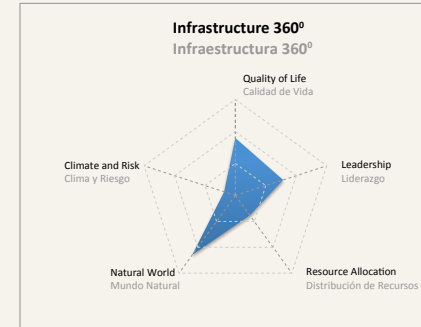 Infrastructure 360⁰
Infraestructura 360⁰
Quality of Life
Calidad de Vida
Climate and Risk
Clima y Riesgo
Leadership
Liderazgo
Natural World
Mundo Natural
Resource Allocation
Distribución de Recursos